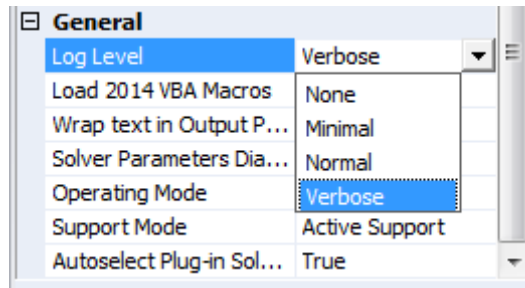 General
Log Level Verbose
Load 2014 VBA Macros None
Wrap text in Output P... Minimal
Solver Parameters Dia... Normal
Operating Mode Verbose
Support Mode Active Support
Autoselect Plug-in Sol... True